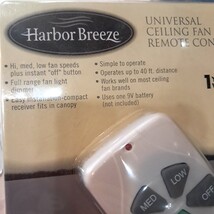 Harbor Breeze
UNIVERSAL
CEILING FAN
REMOTE CON
• Hi, med, low fan speeds
plus instant "off" button
• Full range fan light
dimmer
• Easy installation-compact
receiver fits in canopy
• Simple to operate
• Operates up to 40 ft. distance
• Works well on most ceiling
fan brands
• Uses one 9V battery
(not included)
LOW
MED
OFF